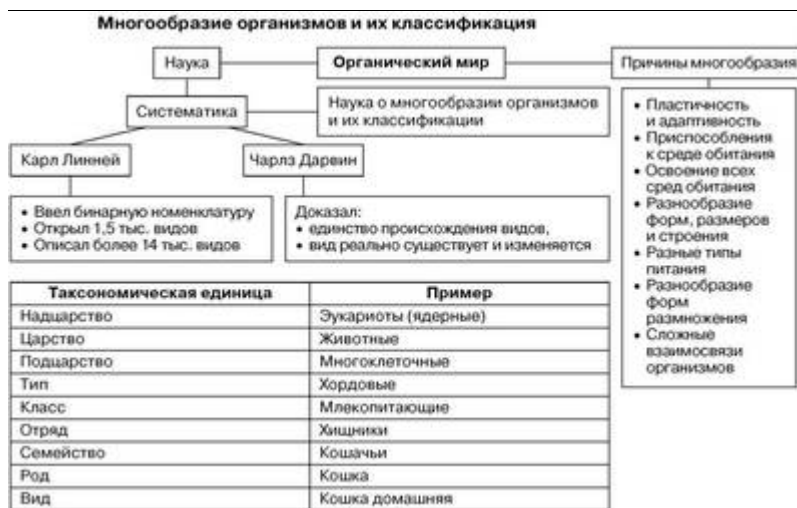 Многообразие организмов и их классификация
Наука
Органический мир
Причины многообразия
Систематика
Наука о многообразии организмов
и их классификации
Карл Линней
Чарлз Дарвин
• Ввел бинарную номенклатуру
• Открыл 1,5 тыс. видов
• Описал более 14 тыс. видов
Доказал:
• единство происхождения видов,
• вид реально существует и изменяется
• Пластичность
и адаптивность
• Приспособления
к среде обитания
• Освоение всех
сред обитания
• Разнообразие
форм, размеров
и строения
• Разные типы
питания
• Разнообразие
форм
размножения
• Сложные
взаимосвязи
организмов
Таксономическая единица Пример
Надцарство Эукариоты (ядерные)
Царство Животные
Подцарство Многоклеточные
Тип Хордовые
Класс Млекопитающие
Отряд Хищники
Семейство Кошачьи
Род Кошка
Вид Кошка домашняя